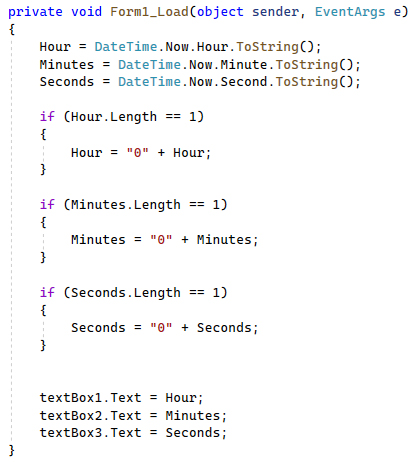 private void Form1_Load(object sender, EventArgs e)
{
    Hour = DateTime.Now.Hour.ToString();
    Minutes = DateTime.Now.Minute.ToString();
    Seconds = DateTime.Now.Second.ToString();

    if (Hour.Length == 1)
    {
        Hour = "0" + Hour;
    }

    if (Minutes.Length == 1)
    {
        Minutes = "0" + Minutes;
    }

    if (Seconds.Length == 1)
    {
        Seconds = "0" + Seconds;
    }


    textBox1.Text = Hour;
    textBox2.Text = Minutes;
    textBox3.Text = Seconds;
}